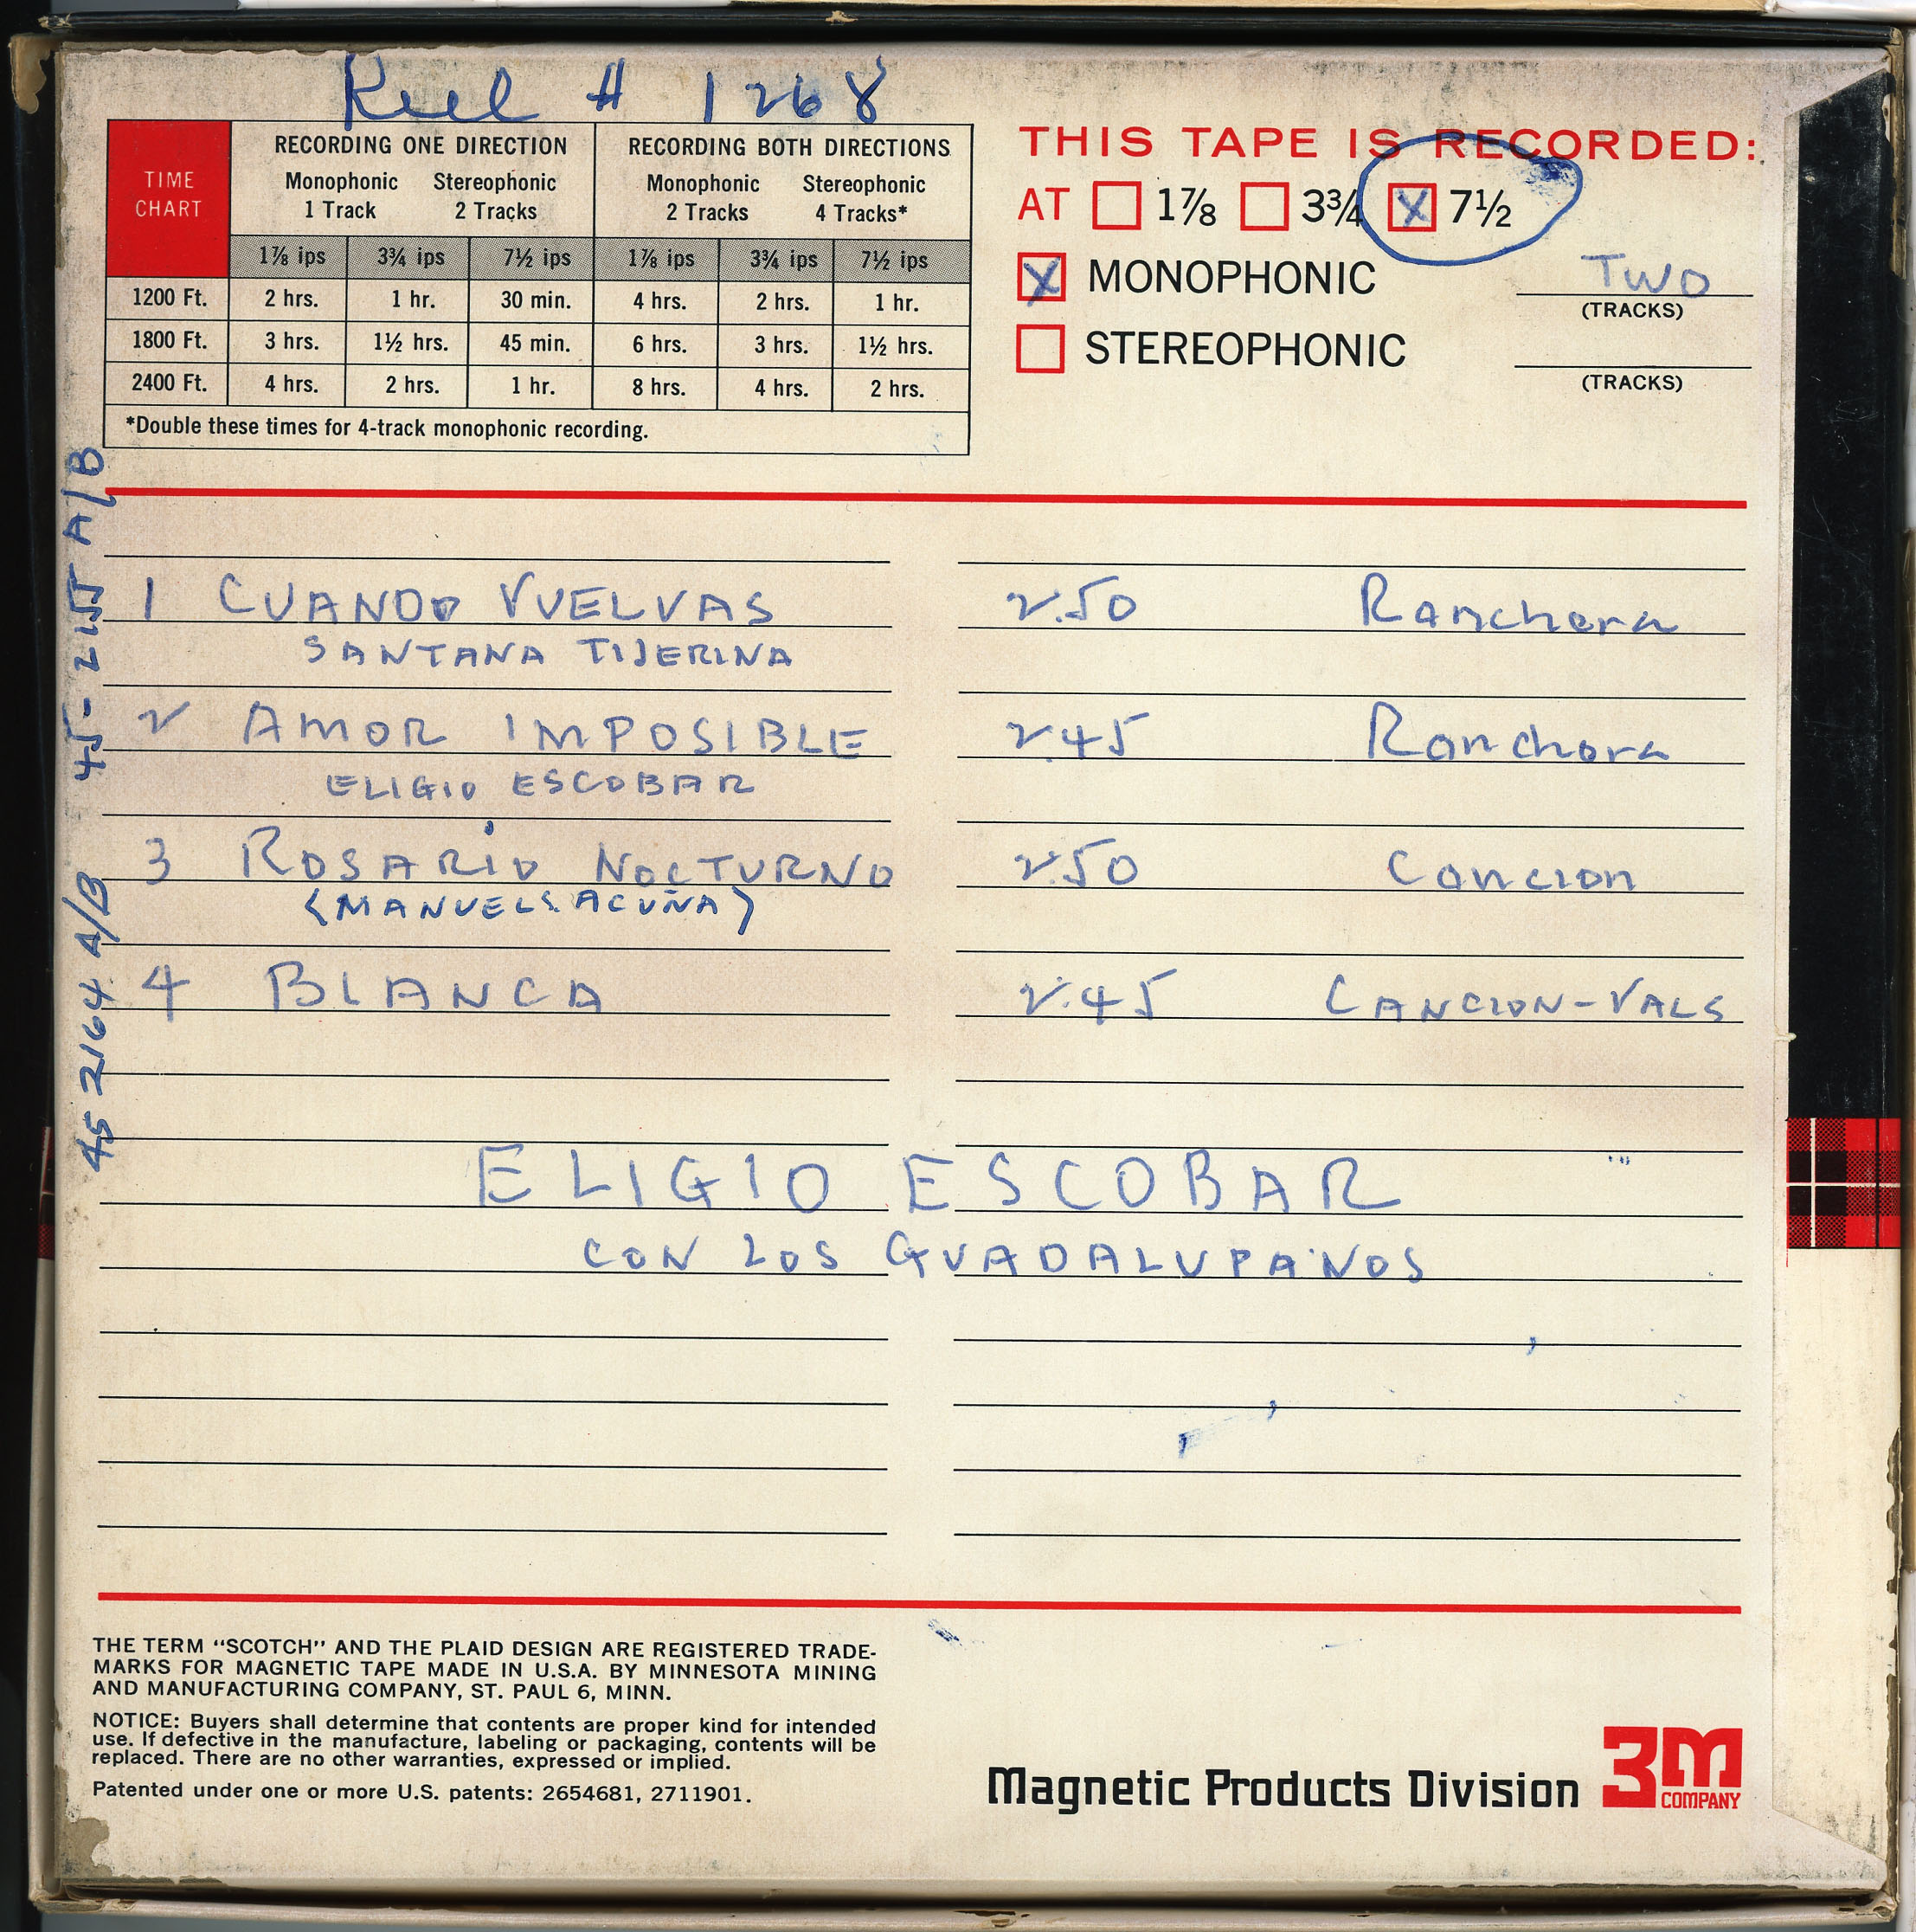 Reel # 1268
TIME CHART
RECORDING ONE DIRECTION
RECORDING BOTH DIRECTIONS
Monophonic 1 Track
Stereophonic 2 Tracks
Monophonic 2 Tracks
Stereophonic 4 Tracks*
1⅞ ips 3¾ ips 7½ ips 1⅞ ips 3¾ ips 7½ ips
1200 Ft. 2 hrs. 1 hr. 30 min. 4 hrs. 2 hrs. 1 hr.
1800 Ft. 3 hrs. 1½ hrs. 45 min. 6 hrs. 3 hrs. 1½ hrs.
2400 Ft. 4 hrs. 2 hrs. 1 hr. 8 hrs. 4 hrs. 2 hrs.
*Double these times for 4-track monophonic recording.
THIS TAPE IS RECORDED:
AT 1⅞ 3¾ X 7½
X MONOPHONIC TWO
(TRACKS)
STEREOPHONIC
(TRACKS)
45-2155 A/B
45 2164 A/B
1 CUANDO VUELVAS 2.50 Ranchera
SANTANA TIJERINA
2 AMOR IMPOSIBLE 2.45 Ranchera
ELIGIO ESCOBAR
3 ROSARIO NOCTURNO 2:50 Cancion
(MANUEL S. ACUÑA)
4 BLANCA 2:45 CANCION-VALS
ELIGIO ESCOBAR
CON LOS GUADALUPANOS
THE TERM "SCOTCH" AND THE PLAID DESIGN ARE REGISTERED TRADE-
MARKS FOR MAGNETIC TAPE MADE IN U.S.A. BY MINNESOTA MINING
AND MANUFACTURING COMPANY, ST. PAUL 6, MINN.
NOTICE: Buyers shall determine that contents are proper kind for intended
use. If defective in the manufacture, labeling or packaging, contents will be
replaced. There are no other warranties, expressed or implied.
Patented under one or more U.S. patents: 2654681, 2711901.
Magnetic Products Division 3M
COMPANY